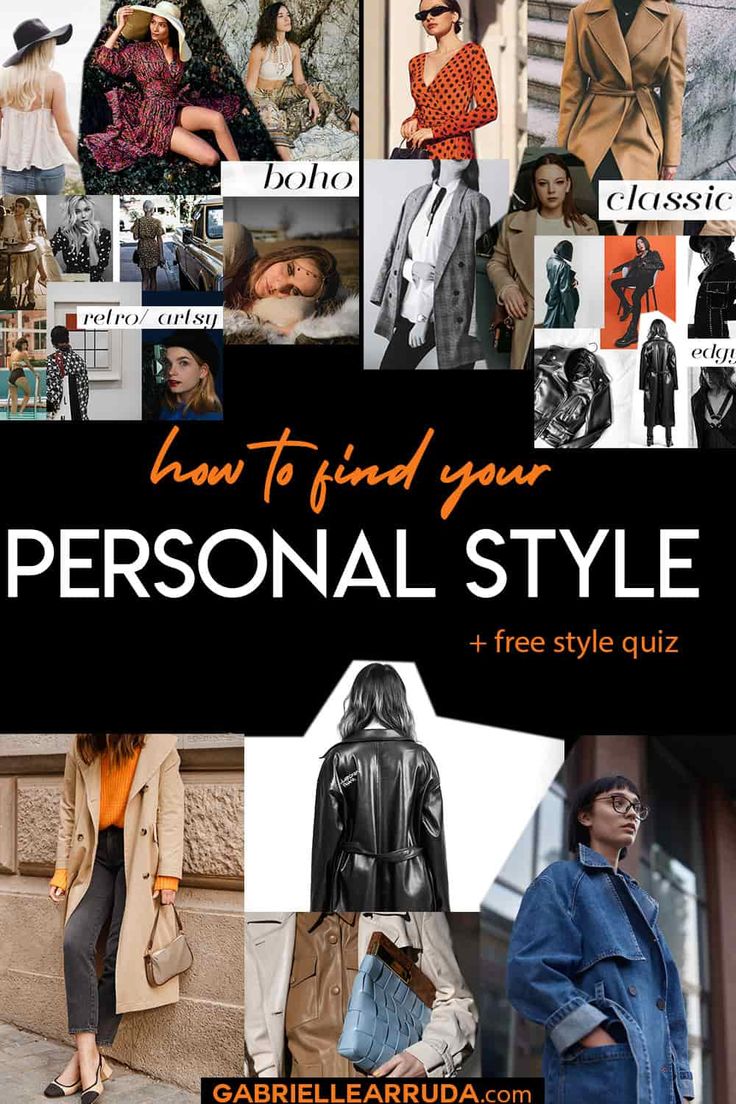 boho
classic
retro/ artsy
edgy
how to find your
PERSONAL STYLE
+ free style quiz
GABRIELLEARRUDA.com